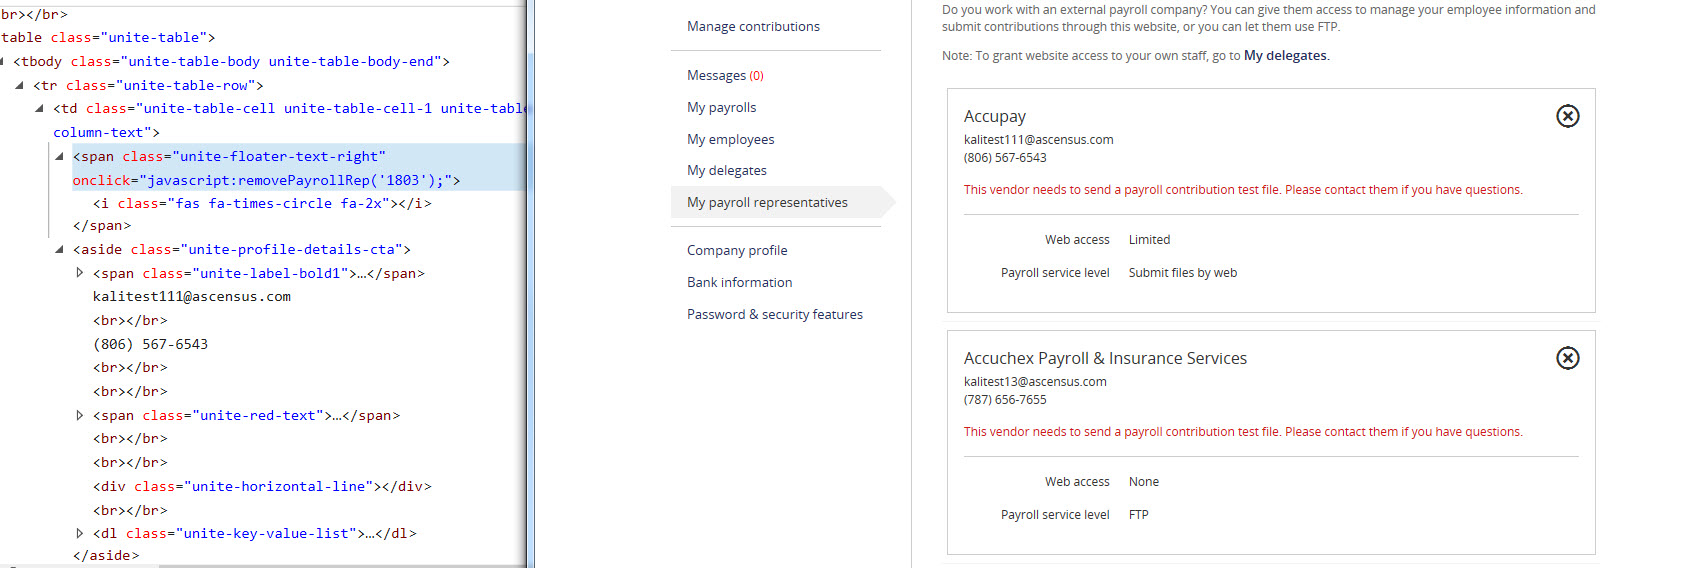 br></br>
table class="unite-table">
<tbody class="unite-table-body unite-table-body-end">
<tr class="unite-table-row">
<td class="unite-table-cell unite-table-cell-1 unite-table
column-text">
<span class="unite-floater-text-right"
onclick="javascript:removePayrollRep('1803');">
<i class="fas fa-times-circle fa-2x"></i>
</span>
<aside class="unite-profile-details-cta">
<span class="unite-label-bold1">…</span>
kalitest111@ascensus.com
<br></br>
(806) 567-6543
<br></br>
<br></br>
<span class="unite-red-text">…</span>
<br></br>
<br></br>
<div class="unite-horizontal-line"></div>
<br></br>
<dl class="unite-key-value-list">…</dl>
</aside>
Manage contributions
Messages (0)
My payrolls
My employees
My delegates
My payroll representatives
Company profile
Bank information
Password & security features
Do you work with an external payroll company? You can give them access to manage your employee information and
submit contributions through this website, or you can let them use FTP.
Note: To grant website access to your own staff, go to My delegates.
Accupay
kalitest111@ascensus.com
(806) 567-6543
This vendor needs to send a payroll contribution test file. Please contact them if you have questions.
Web access Limited
Payroll service level Submit files by web
Accuchex Payroll & Insurance Services
kalitest13@ascensus.com
(787) 656-7655
This vendor needs to send a payroll contribution test file. Please contact them if you have questions.
Web access None
Payroll service level FTP